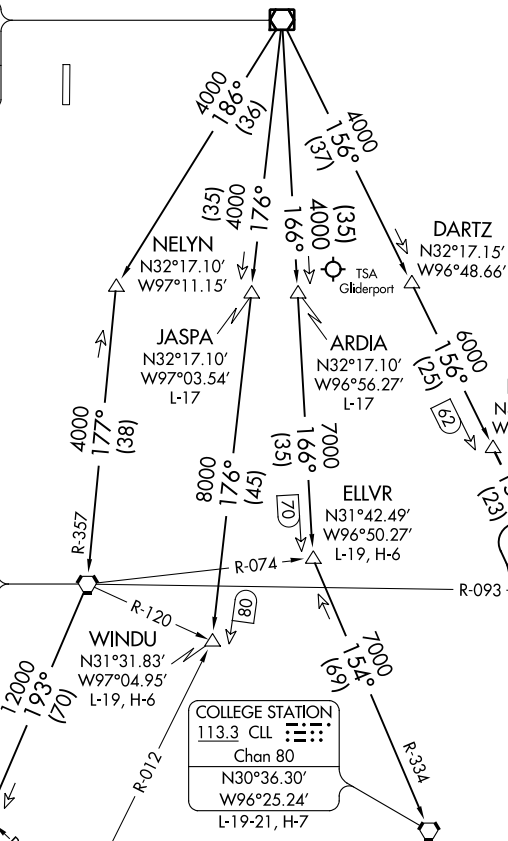 4000
186°
(36)
(35)
4000
176°
(35)
4000
166°
4000
156°
(37)
NELYN
N32°17.10'
W97°11.15'
TSA
Gliderport
DARTZ
N32°17.15'
W96°48.66'
JASPA
N32°17.10'
W97°03.54'
L-17
ARDIA
N32°17.10'
W96°56.27'
L-17
6000
156°
(25)
62
N
W
(23)
4000
177°
(38)
R-357
8000
176°
(45)
7000
166°
(35)
70
ELLVR
N31°42.49'
W96°50.27'
L-19, H-6
R-074
R-093
R-120
80
WINDU
N31°31.83'
W97°04.95'
L-19, H-6
12000
193°
(70)
7000
154°
(69)
R-334
R-012
COLLEGE STATION
113.3 CLL
Chan 80
N30°36.30'
W96°25.24'
L-19-21, H-7